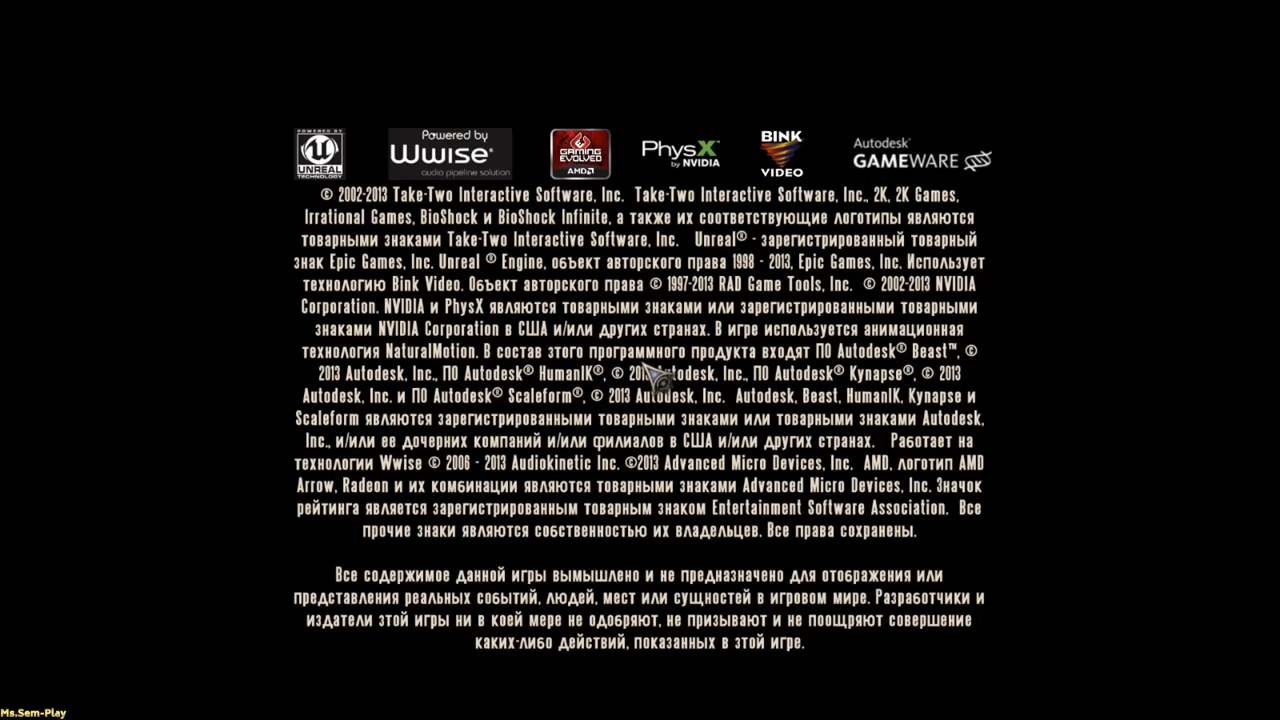 POWERED BY
UNREAL
TECHNOLOGY
Powered by
Wwise®
audio pipeline solution
GAMING
EVOLVED
AMD
PhysX
by NVIDIA
BINK
VIDEO
Autodesk®
GAMEWARE
© 2002-2013 Take-Two Interactive Software, Inc. Take-Two Interactive Software, Inc., 2K, 2K Games,
Irrational Games, BioShock и BioShock Infinite, а также их соответствующие логотипы являются
товарными знаками Take-Two Interactive Software, Inc. Unreal® - зарегистрированный товарный
знак Epic Games, Inc. Unreal ® Engine, объект авторского права 1998 - 2013, Epic Games, Inc. Использует
технологию Bink Video. Объект авторского права © 1997-2013 RAD Game Tools, Inc. © 2002-2013 NVIDIA
Corporation. NVIDIA и PhysX являются товарными знаками или зарегистрированными товарными
знаками NVIDIA Corporation в США и/или других странах. В игре используется анимационная
технология NaturalMotion. В состав этого программного продукта входят ПО Autodesk® Beast™, ©
2013 Autodesk, Inc., ПО Autodesk® HumanIK®, © Autodesk, Inc., ПО Autodesk® Kynapse®, © 2013
Autodesk, Inc. и ПО Autodesk® Scaleform®, © 2013 Autodesk, Inc. Autodesk, Beast, HumanIK, Kynapse и
Scaleform являются зарегистрированными товарными знаками или товарными знаками Autodesk,
Inc., и/или ее дочерних компаний и/или филиалов в США и/или других странах. Работает на
технологии Wwise © 2006 - 2013 Audiokinetic Inc. ©2013 Advanced Micro Devices, Inc. AMD, логотип AMD
Arrow, Radeon и их комбинации являются товарными знаками Advanced Micro Devices, Inc. Значок
рейтинга является зарегистрированным товарным знаком Entertainment Software Association. Все
прочие знаки являются собственностью их владельцев. Все права сохранены.
Все содержимое данной игры вымышлено и не предназначено для отображения или
представления реальных событий, людей, мест или сущностей в игровом мире. Разработчики и
издатели этой игры ни в коей мере не одобряют, не призывают и не поощряют совершение
каких-либо действий, показанных в этой игре.
Ms.Sem-Play